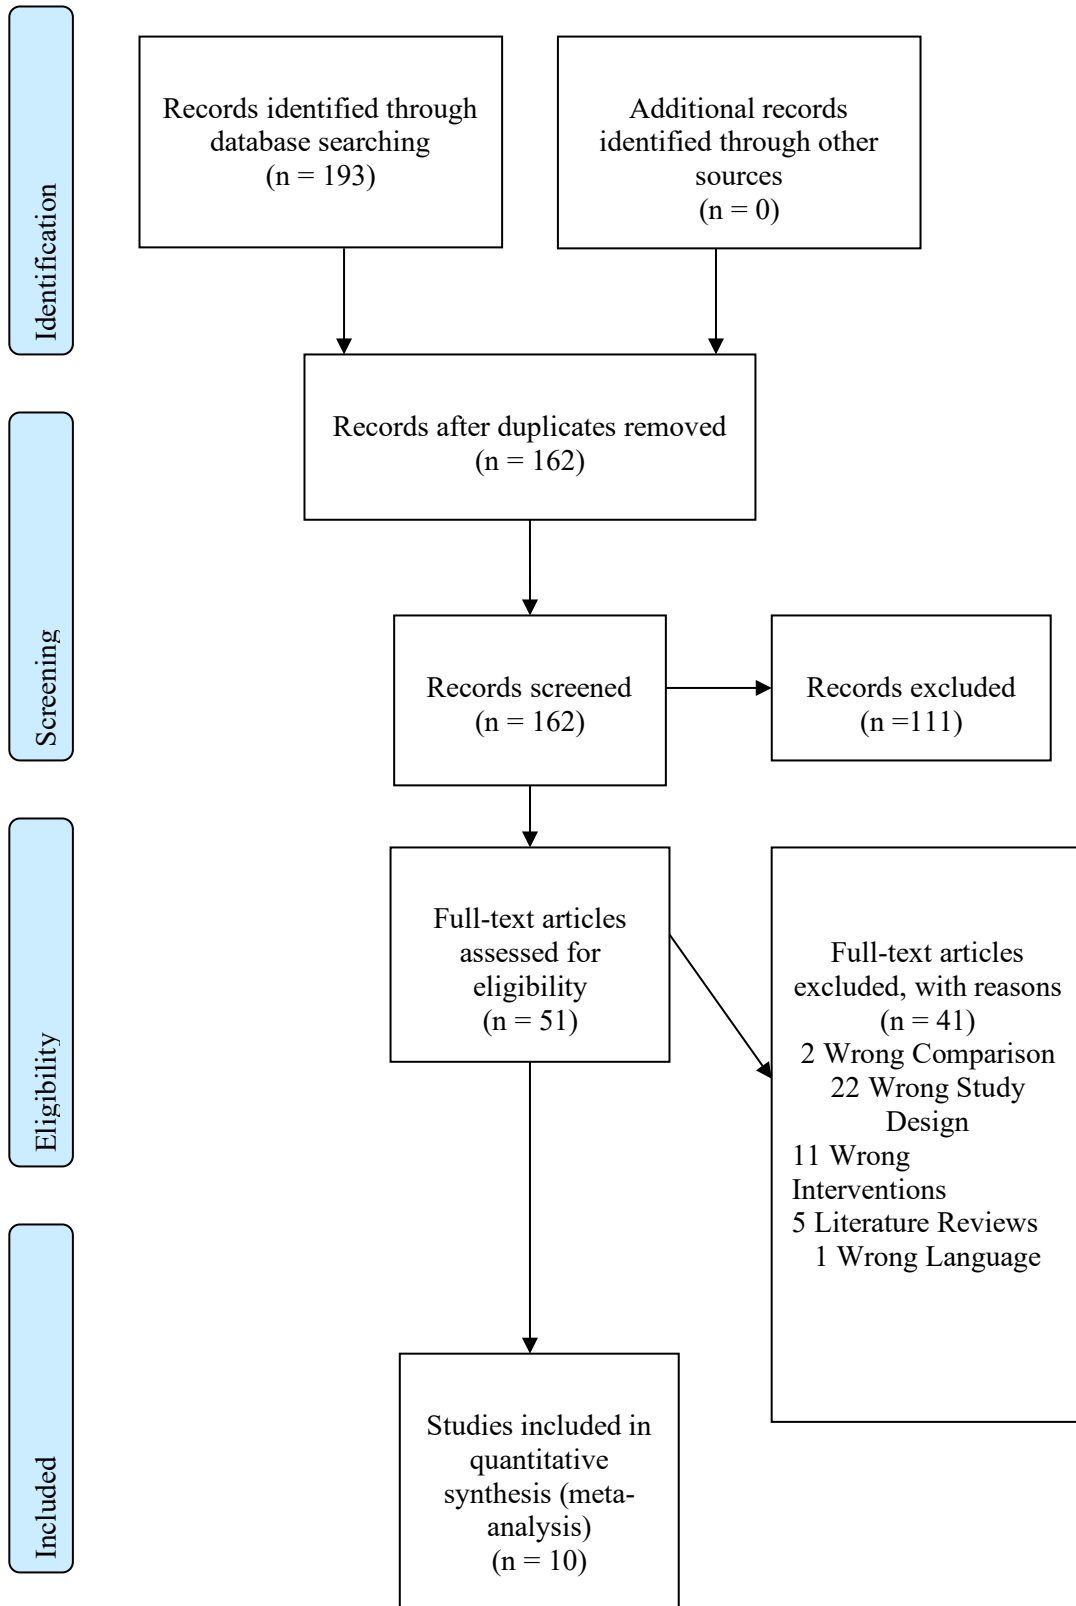 Identification
Records identified through
database searching
(n = 193)
Additional records
identified through other
sources
(n = 0)
Records after duplicates removed
(n = 162)
Screening
Records screened
(n = 162)
Records excluded
(n =111)
Eligibility
Full-text articles
assessed for
eligibility
(n = 51)
Full-text articles
excluded, with reasons
(n = 41)
2 Wrong Comparison
22 Wrong Study
Design
11 Wrong
Interventions
5 Literature Reviews
1 Wrong Language
Included
Studies included in
quantitative
synthesis (meta-
analysis)
(n = 10)